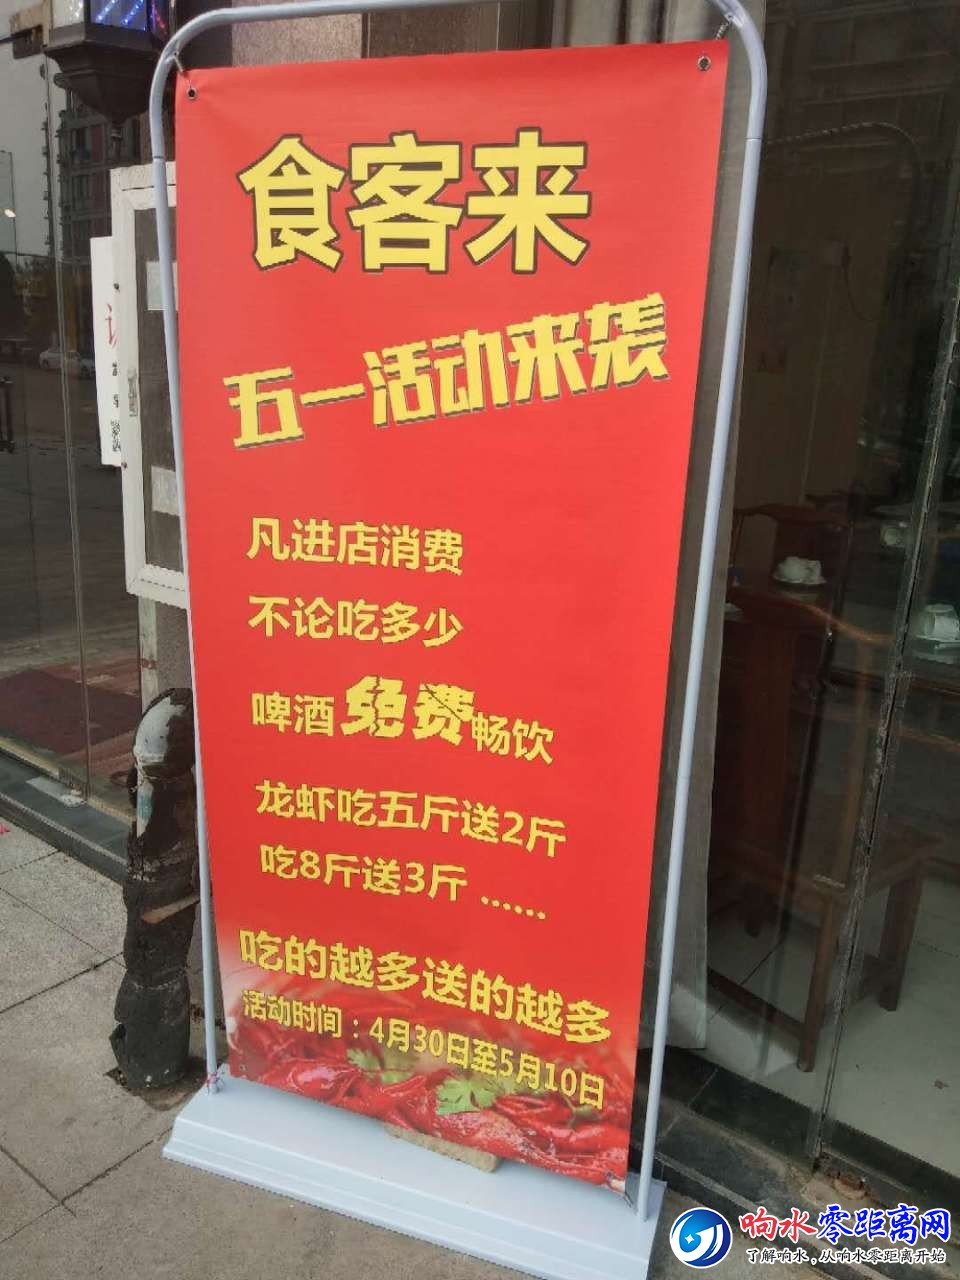 食客来
五一活动来袭
凡进店消费
不论吃多少
啤酒免费畅饮
龙虾吃五斤送2斤
吃8斤送3斤 ……
吃的越多送的越多
活动时间：4月30日至5月10日
响水零距离网
了解响水,从响水零距离开始